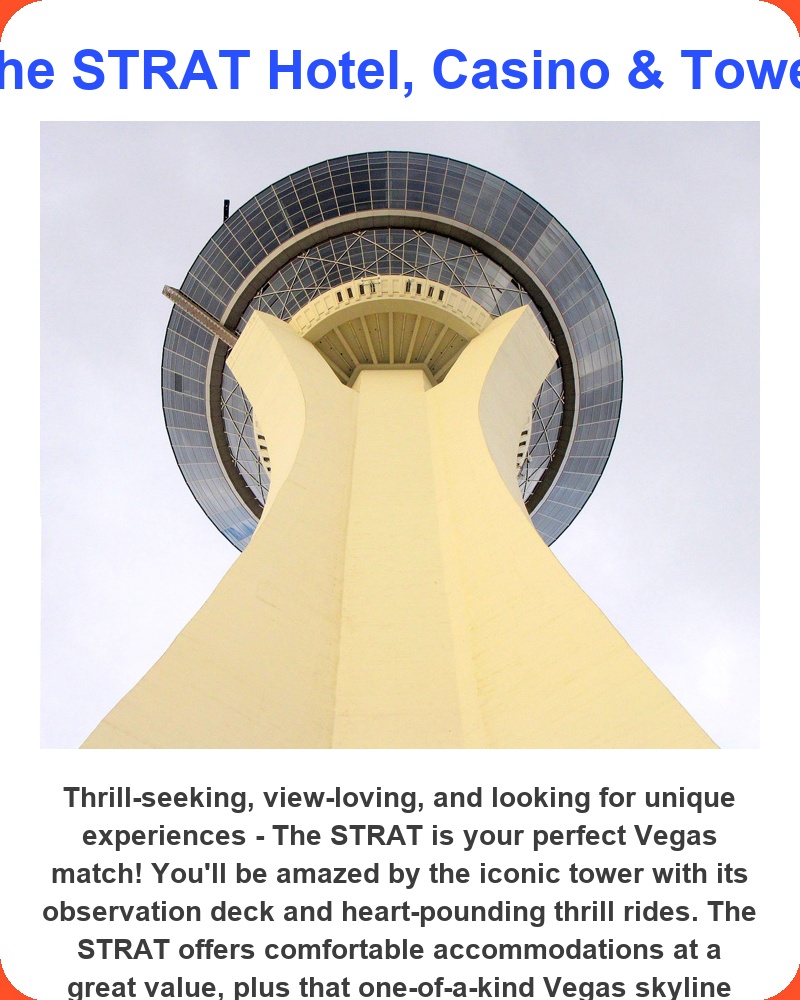 he STRAT Hotel, Casino & Towe
Thrill-seeking, view-loving, and looking for unique
experiences - The STRAT is your perfect Vegas
match! You'll be amazed by the iconic tower with its
observation deck and heart-pounding thrill rides. The
STRAT offers comfortable accommodations at a
great value, plus that one-of-a-kind Vegas skyline